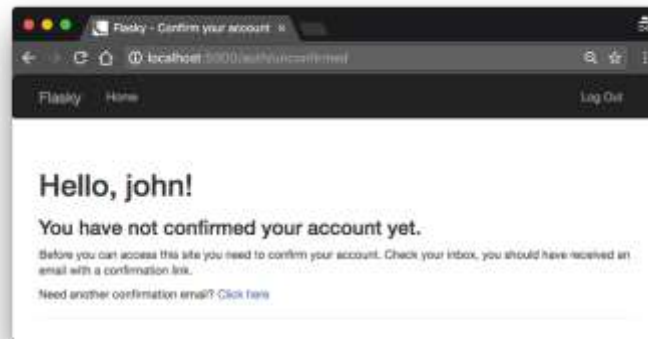 Flasky - Confirm your account
localhost:5000/auth/unconfirmed
Flasky Home Log Out
Hello, john!
You have not confirmed your account yet.
Before you can access this site you need to confirm your account. Check your inbox, you should have received an
email with a confirmation link.
Need another confirmation email? Click here